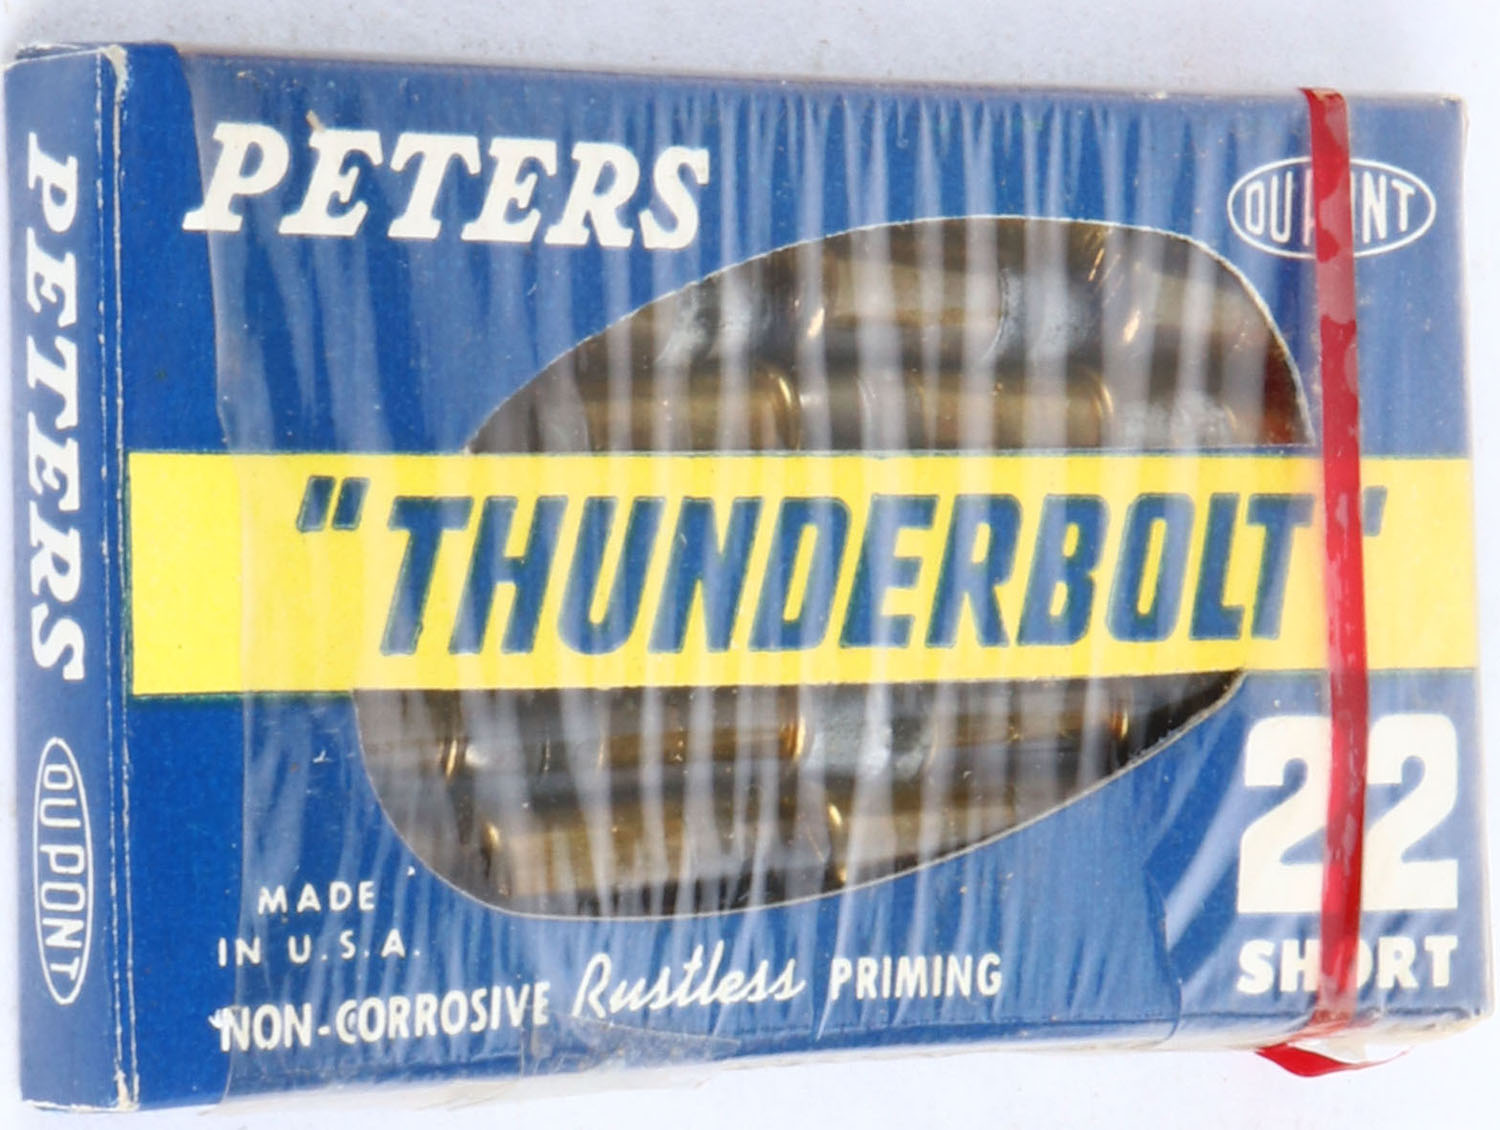 PETERS
DU PONT
PETERS
DU PONT
"THUNDERBOLT"
22
SHORT
MADE
IN U.S.A.
NON-CORROSIVE Rustless PRIMING